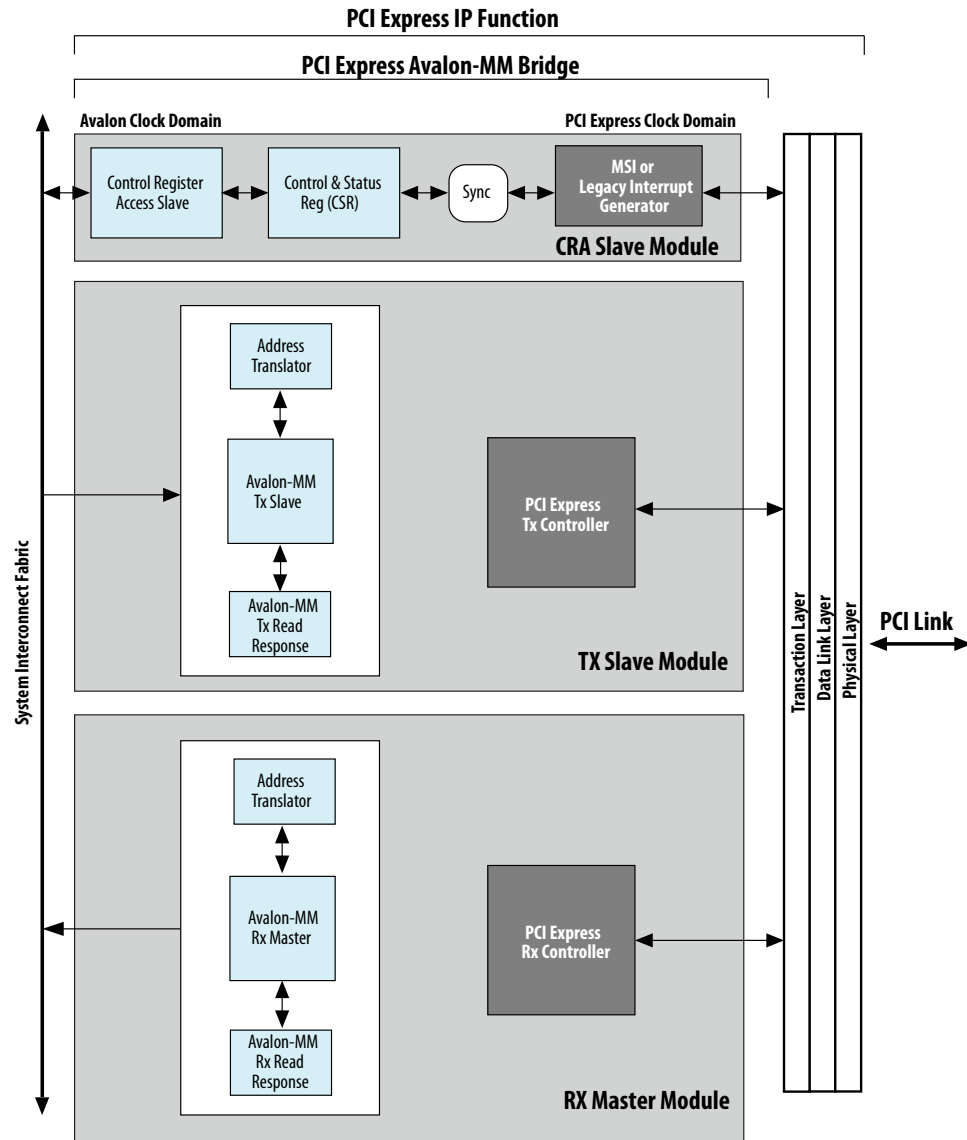 PCI Express IP Function
PCI Express Avalon-MM Bridge
Avalon Clock Domain
PCI Express Clock Domain
Control Register
Access Slave
Control & Status
Reg (CSR)
Sync
MSI or
Legacy Interrupt
Generator
CRA Slave Module
Address
Translator
Avalon-MM
Tx Slave
Avalon-MM
Tx Read
Response
PCI Express
Tx Controller
TX Slave Module
System Interconnect Fabric
Transaction Layer
Data Link Layer
Physical Layer
PCI Link
Address
Translator
Avalon-MM
Rx Master
Avalon-MM
Rx Read
Response
PCI Express
Rx Controller
RX Master Module